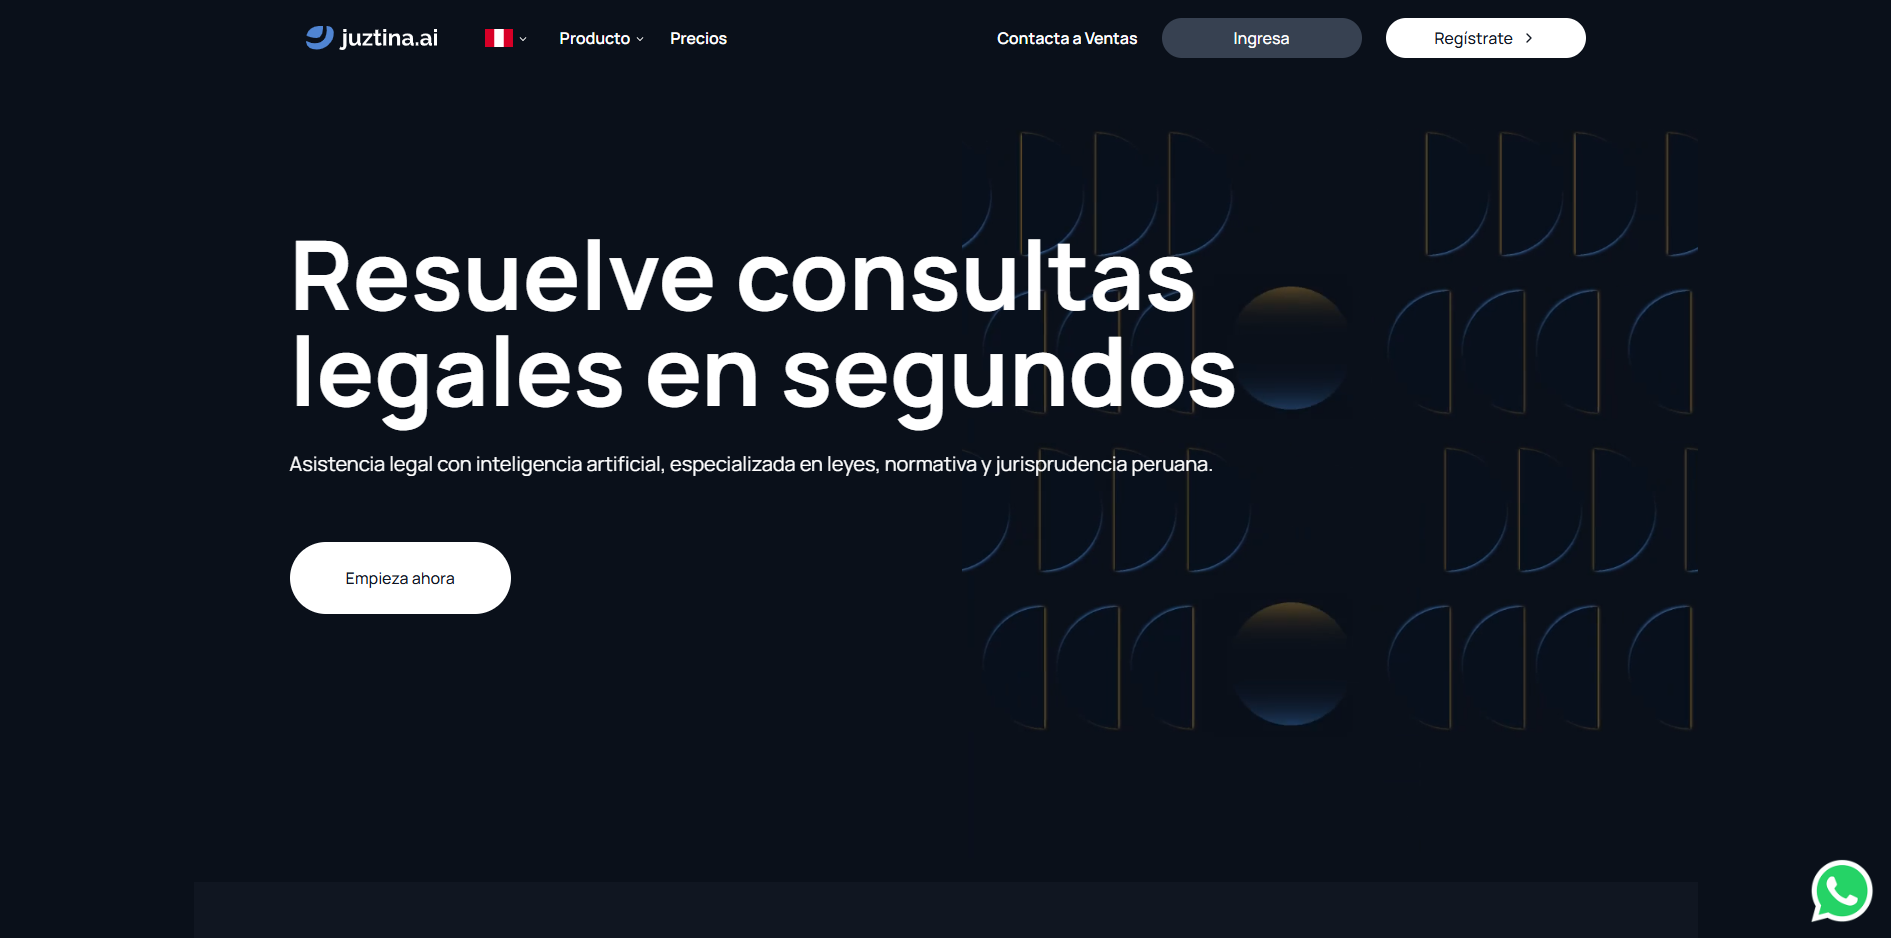 juztina.ai
Producto
Precios
Contacta a Ventas
Ingresa
Regístrate
Resuelve consultas
legales en segundos
Asistencia legal con inteligencia artificial, especializada en leyes, normativa y jurisprudencia peruana.
Empieza ahora